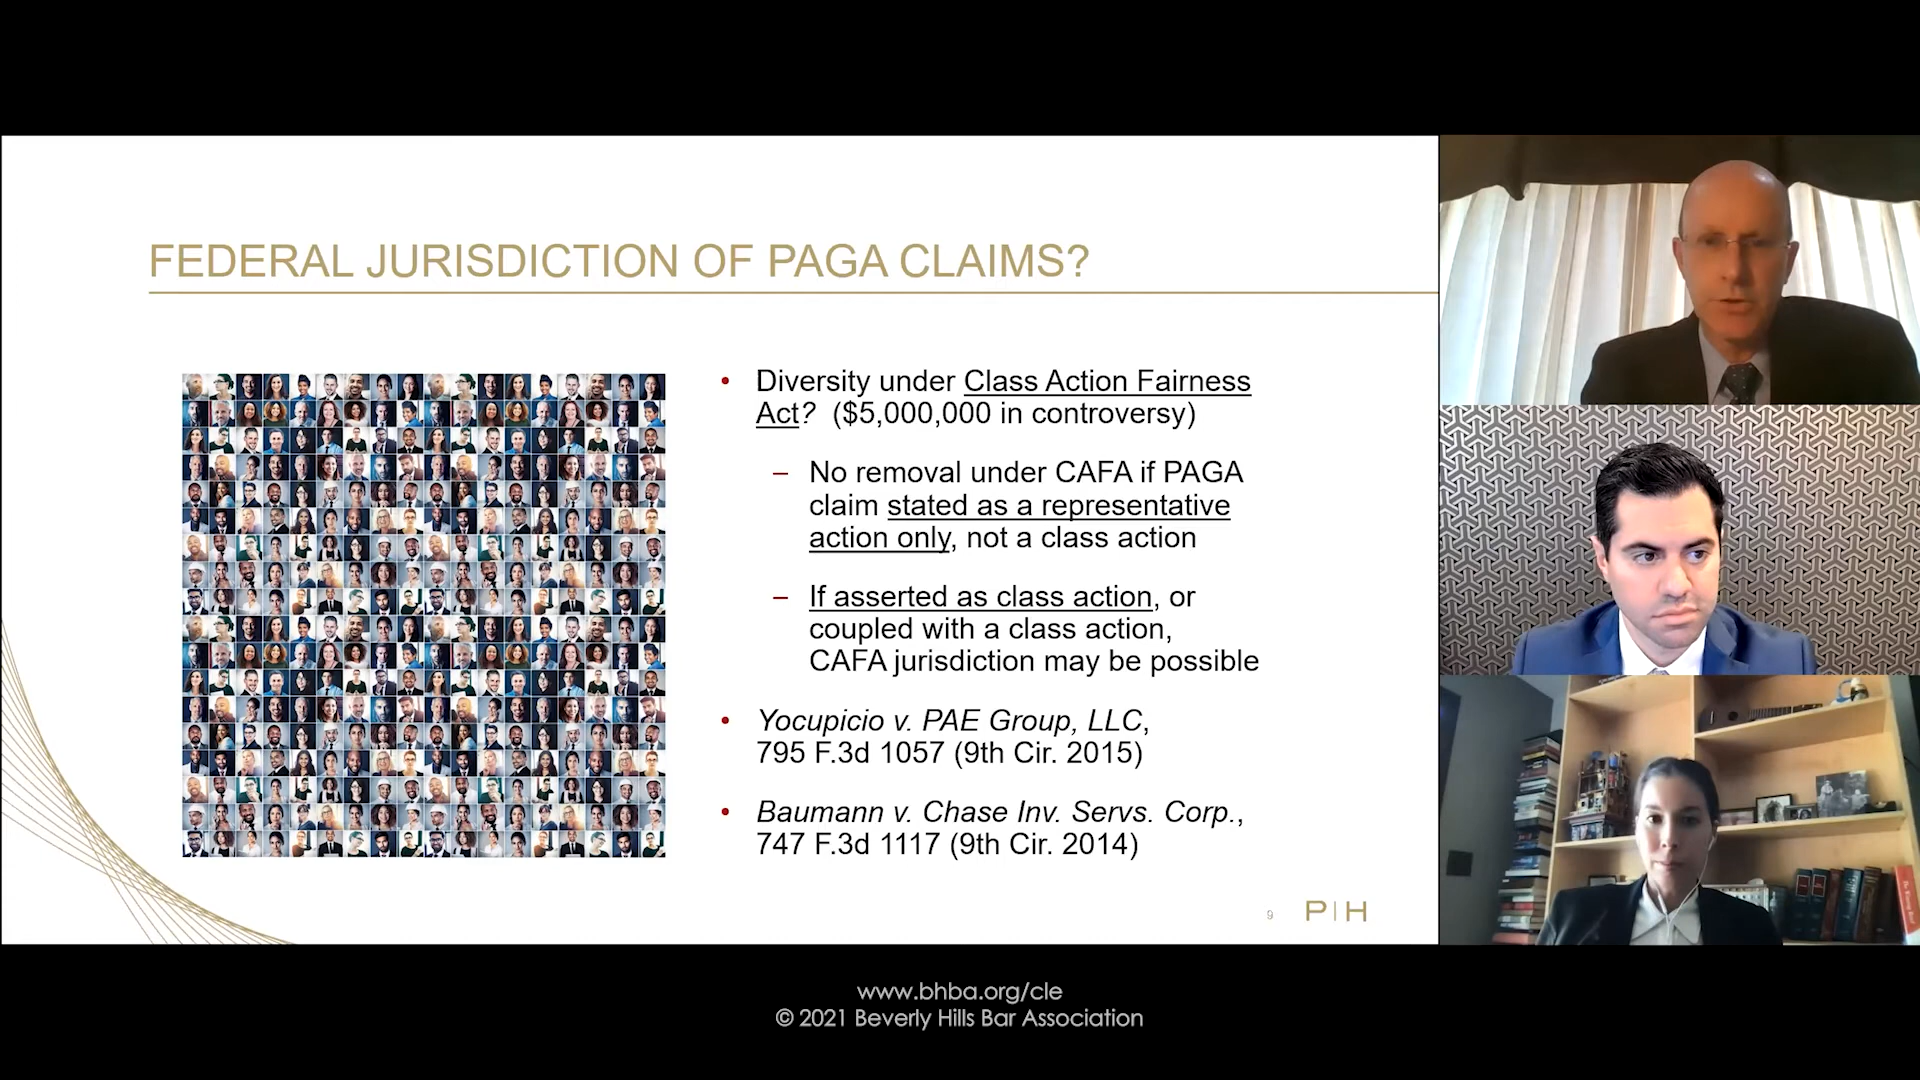 FEDERAL JURISDICTION OF PAGA CLAIMS?
• Diversity under Class Action Fairness
Act? ($5,000,000 in controversy)
– No removal under CAFA if PAGA
claim stated as a representative
action only, not a class action
– If asserted as class action, or
coupled with a class action,
CAFA jurisdiction may be possible
• Yocupicio v. PAE Group, LLC,
795 F.3d 1057 (9th Cir. 2015)
• Baumann v. Chase Inv. Servs. Corp.,
747 F.3d 1117 (9th Cir. 2014)
9
P|H
www.bhba.org/cle
© 2021 Beverly Hills Bar Association